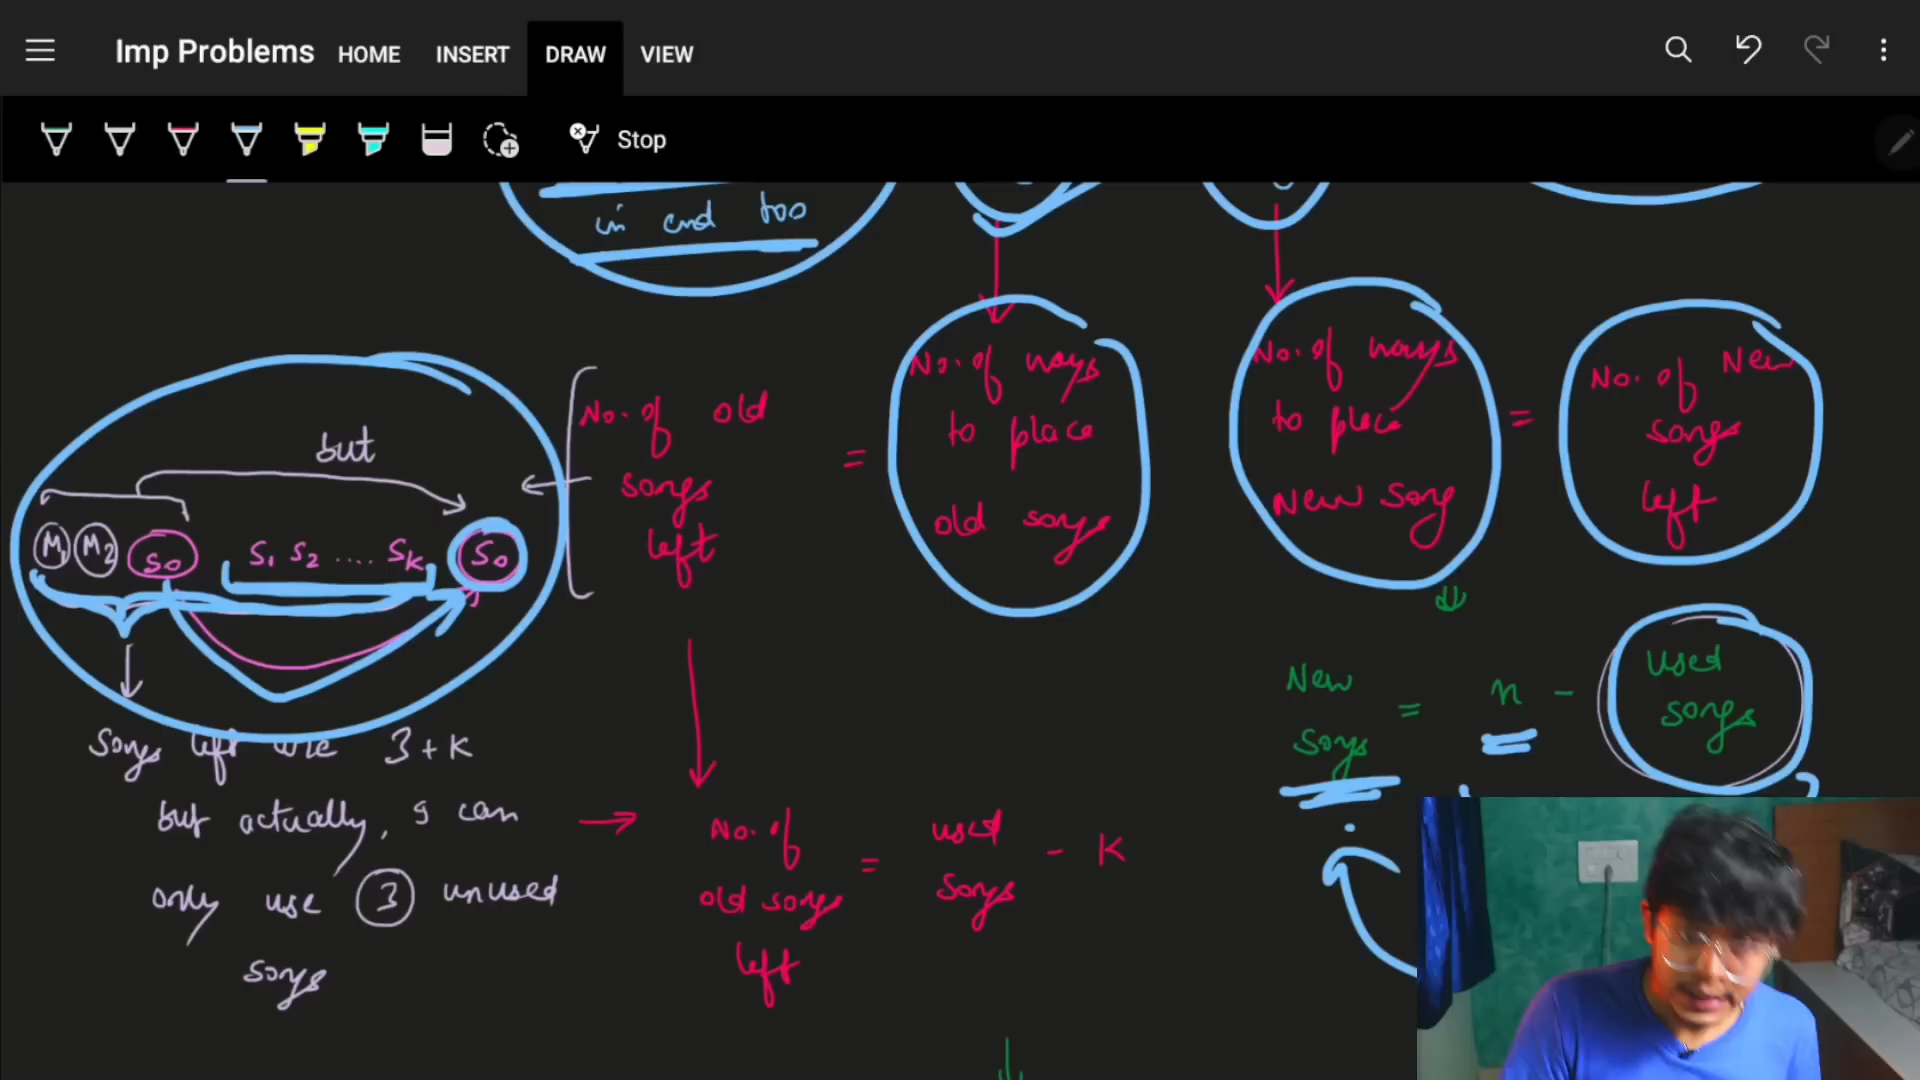 Imp Problems HOME INSERT DRAW VIEW
Stop
in end too
but
M1 M2 So S1 S2 .... SK So
No. of old
songs
left
=
No. of ways
to place
old songs
No. of ways
to place
New Song
=
No. of New
songs
left
New
songs
= n -
used
songs
Songs left are 3+K
but actually, I can
only use 3 unused
songs
No. of
old songs
left
=
used
songs
- K